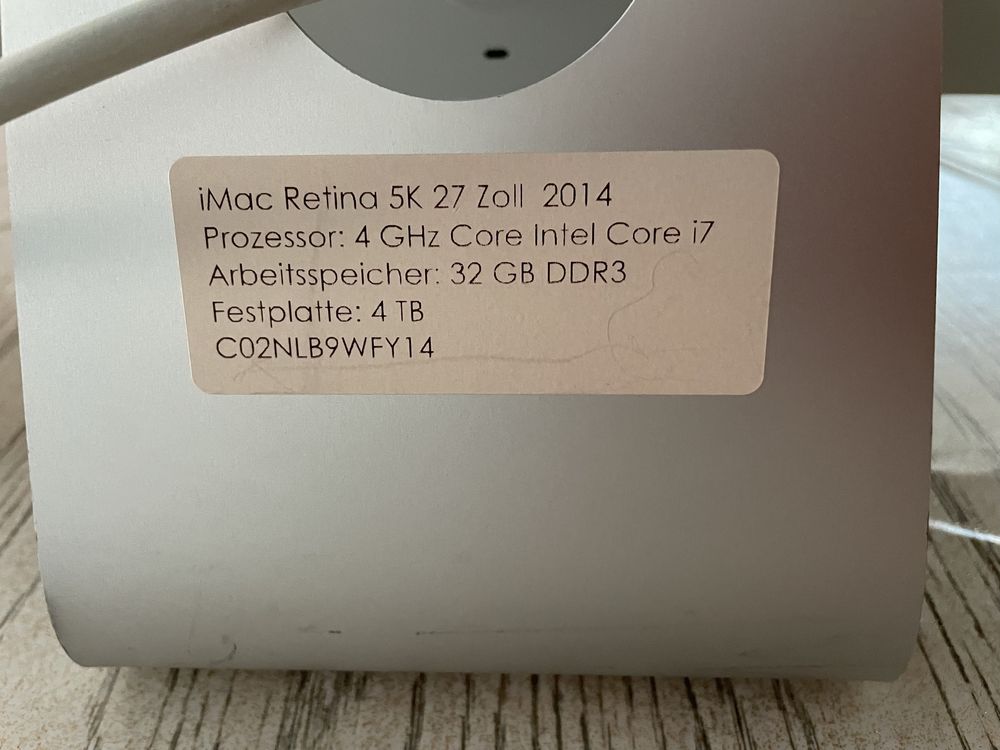 iMac Retina 5K 27 Zoll 2014
Prozessor: 4 GHz Core Intel Core i7
Arbeitsspeicher: 32 GB DDR3
Festplatte: 4 TB
C02NLB9WFY14